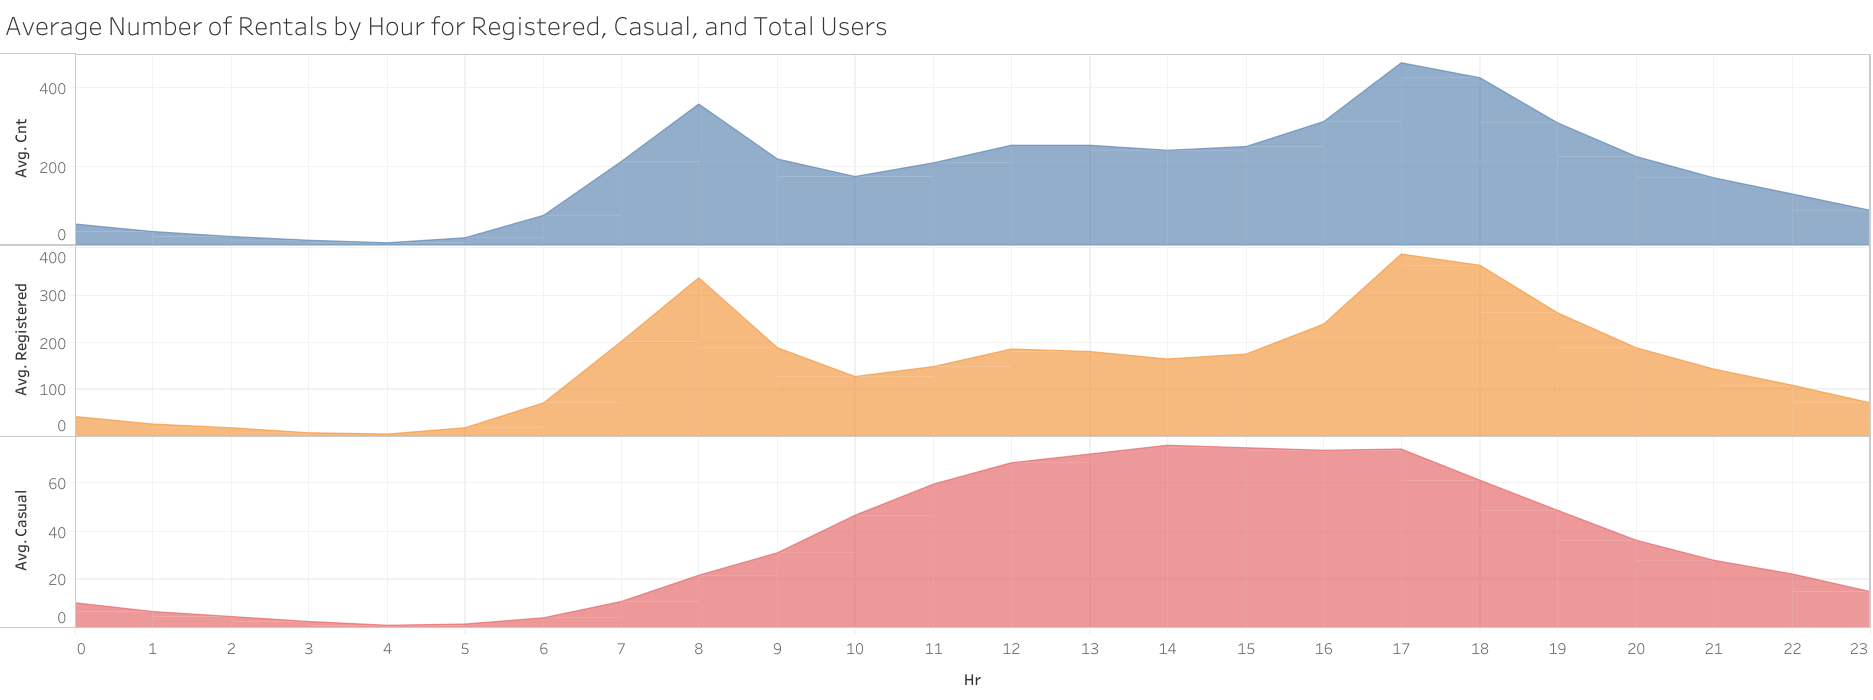 Average Number of Rentals by Hour for Registered, Casual, and Total Users
Avg. Cnt
400
200
0
Avg. Registered
400
300
200
100
0
Avg. Casual
60
40
20
0
0 1 2 3 4 5 6 7 8 9 10 11 12 13 14 15 16 17 18 19 20 21 22 23
Hr